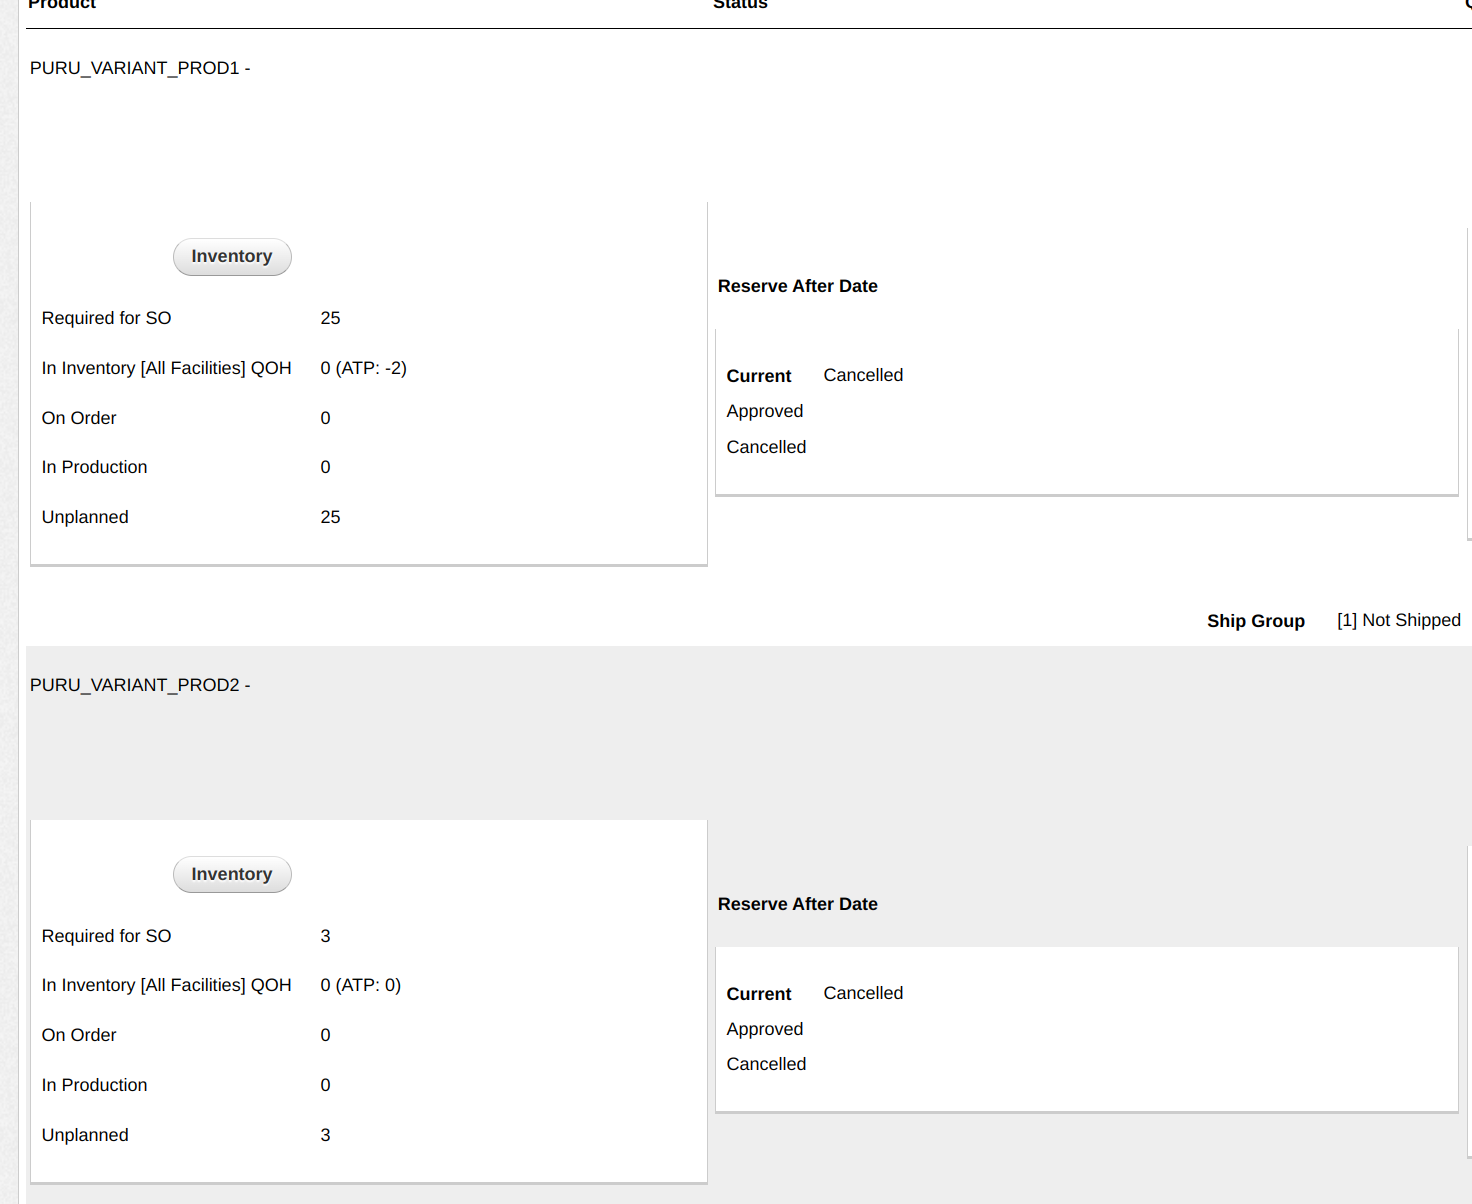 Product Status
PURU_VARIANT_PROD1 -
Inventory
Required for SO 25
In Inventory [All Facilities] QOH 0 (ATP: -2)
On Order 0
In Production 0
Unplanned 25
Reserve After Date
Current Cancelled
Approved
Cancelled
Ship Group [1] Not Shipped
PURU_VARIANT_PROD2 -
Inventory
Required for SO 3
In Inventory [All Facilities] QOH 0 (ATP: 0)
On Order 0
In Production 0
Unplanned 3
Reserve After Date
Current Cancelled
Approved
Cancelled